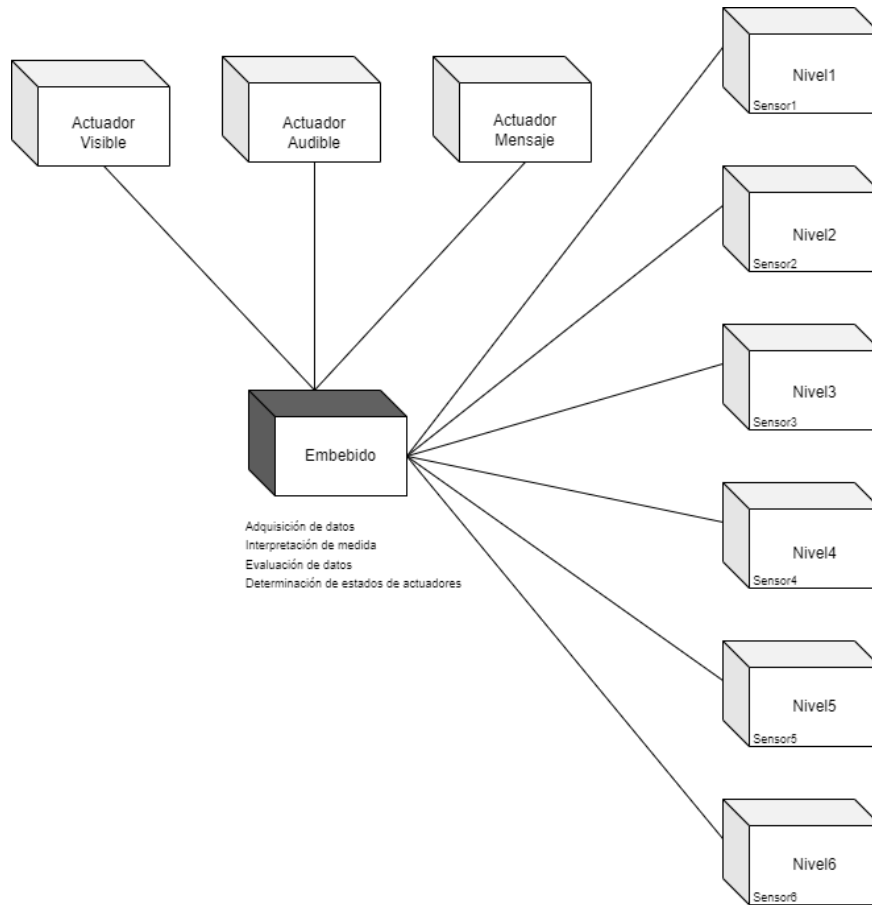 Actuador
Visible
Actuador
Audible
Actuador
Mensaje
Nivel1
Sensor1
Nivel2
Sensor2
Nivel3
Sensor3
Embebido
Adquisición de datos
Interpretación de medida
Evaluación de datos
Determinación de estados de actuadores
Nivel4
Sensor4
Nivel5
Sensor5
Nivel6
Sensor6